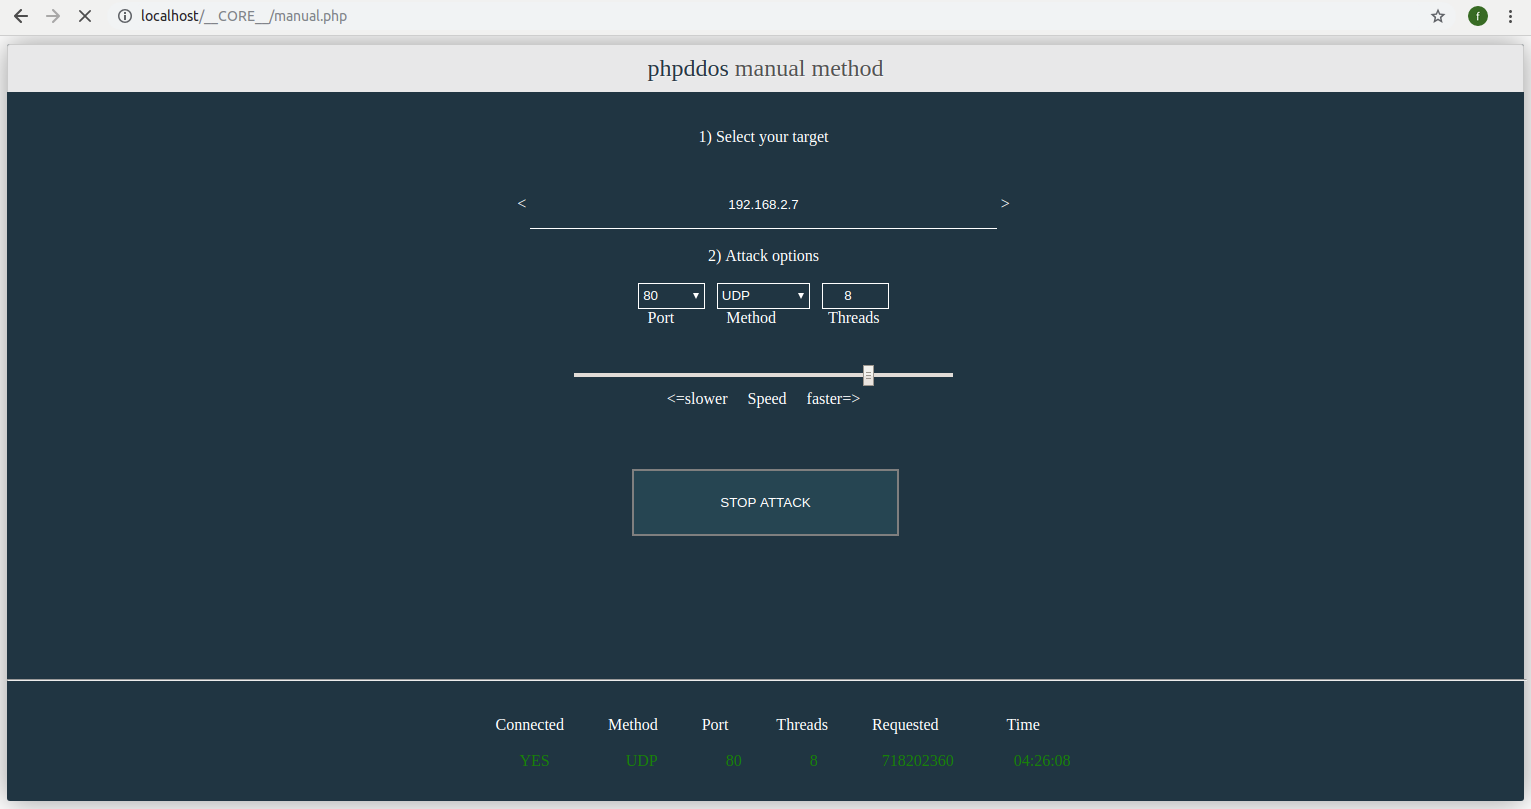 localhost/__CORE__/manual.php
f
phpddos manual method
1) Select your target
< 192.168.2.7 >
2) Attack options
80 UDP 8
Port Method Threads
<=slower Speed faster=>
STOP ATTACK
Connected Method Port Threads Requested Time
YES UDP 80 8 718202360 04:26:08